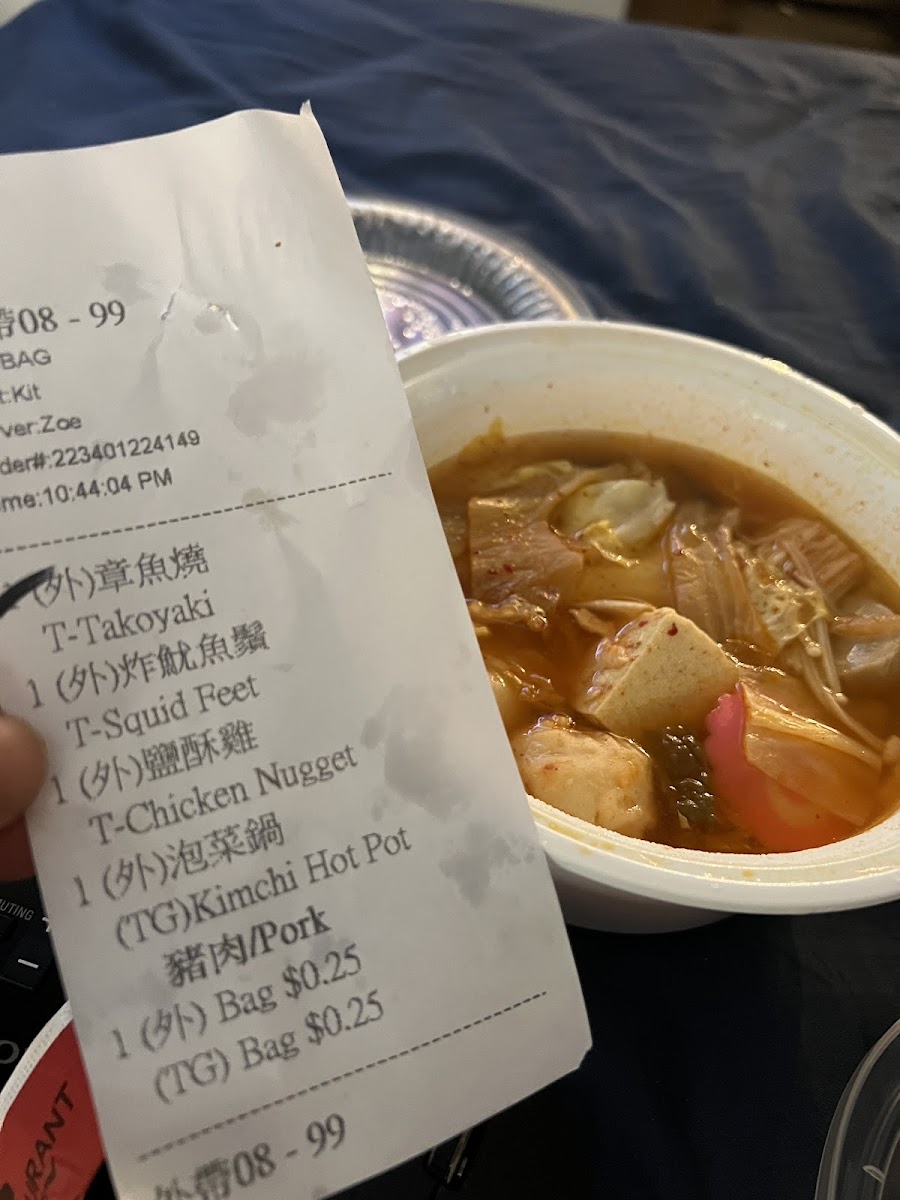 帶08 - 99
BAG
t:Kit
ver:Zoe
der#:223401224149
me:10:44:04 PM
(外)章魚燒
T-Takoyaki
1 (外)炸魷魚鬚
T-Squid Feet
1 (外)鹽酥雞
T-Chicken Nugget
1 (外)泡菜鍋
(TG)Kimchi Hot Pot
豬肉/Pork
1 (外) Bag $0.25
(TG) Bag $0.25
外帶08 - 99
MUTING
RANT